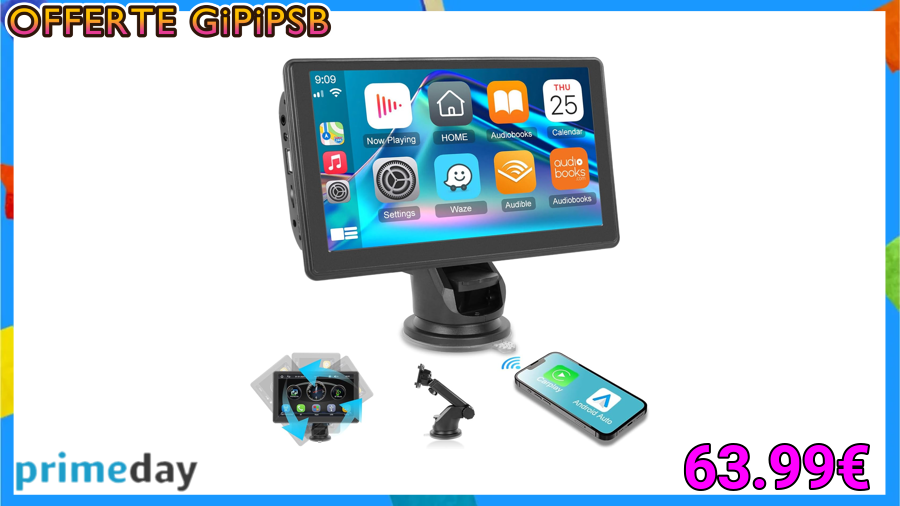 OFFERTE GiPiPSB
9:09
THU
25
Now Playing
HOME
Audiobooks
Calendar
audio
books
.com
Settings
Waze
Audible
Audiobooks
Carplay
Android Auto
primeday
63.99€